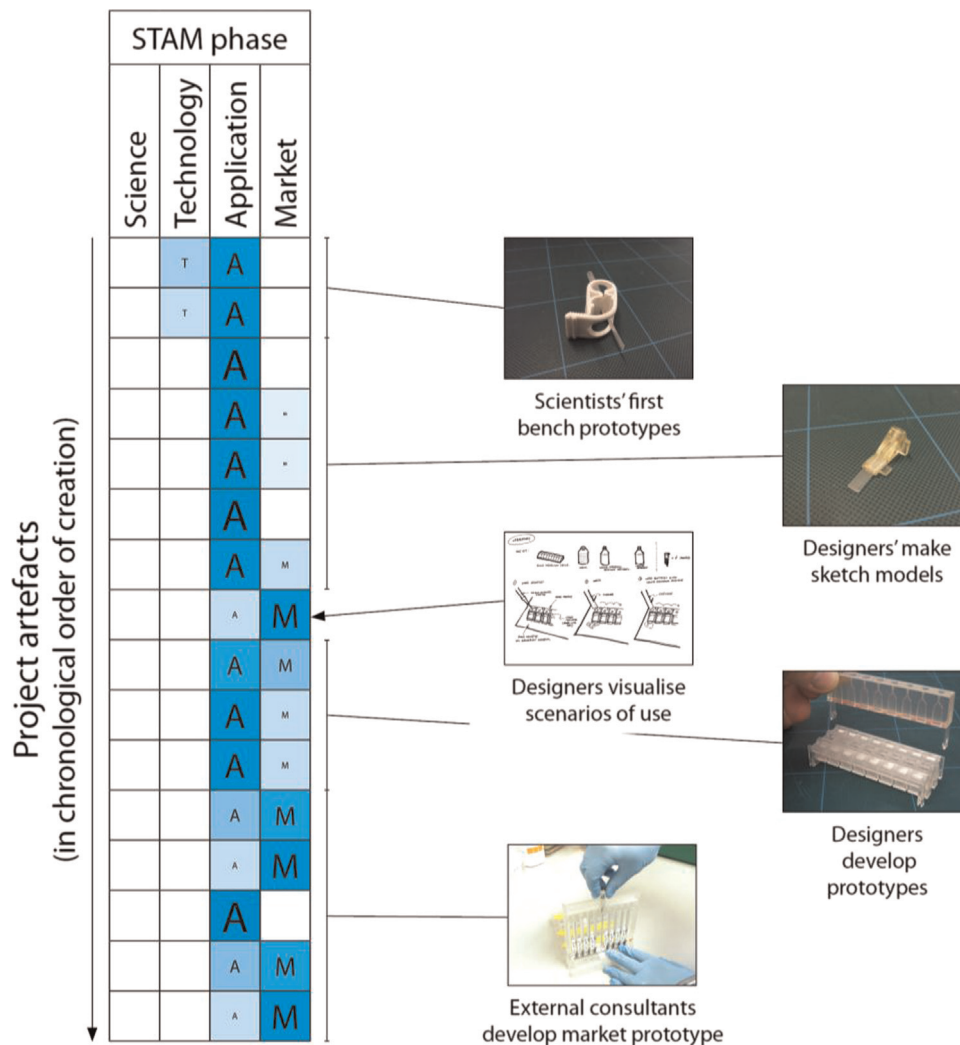 STAM phase
Science
Technology
Application
Market
Project artefacts
(in chronological order of creation)
T A
T A
A
A M
A M
A
A M
A M
A M
A M
A M
A M
A M
A
A M
A M
Scientists' first
bench prototypes
Designers' make
sketch models
Designers visualise
scenarios of use
Designers
develop
prototypes
External consultants
develop market prototype